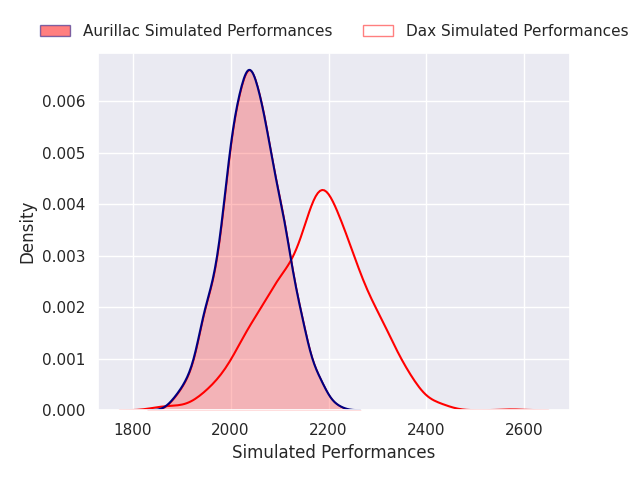 Aurillac Simulated Performances Dax Simulated Performances
0.006
0.005
0.004
0.003
0.002
0.001
0.000
Density
1800 2000 2200 2400 2600
Simulated Performances